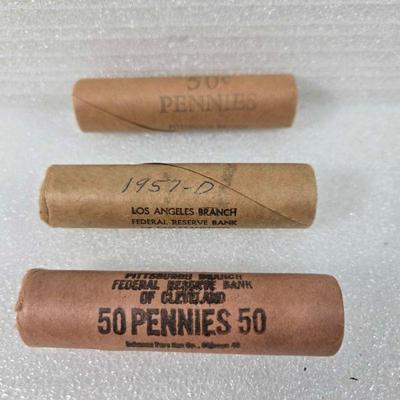 50¢
PENNIES
1957-D
LOS ANGELES BRANCH
FEDERAL RESERVE BANK
PITTSBURGH BRANCH
FEDERAL RESERVE BANK
OF CLEVELAND
50 PENNIES 50